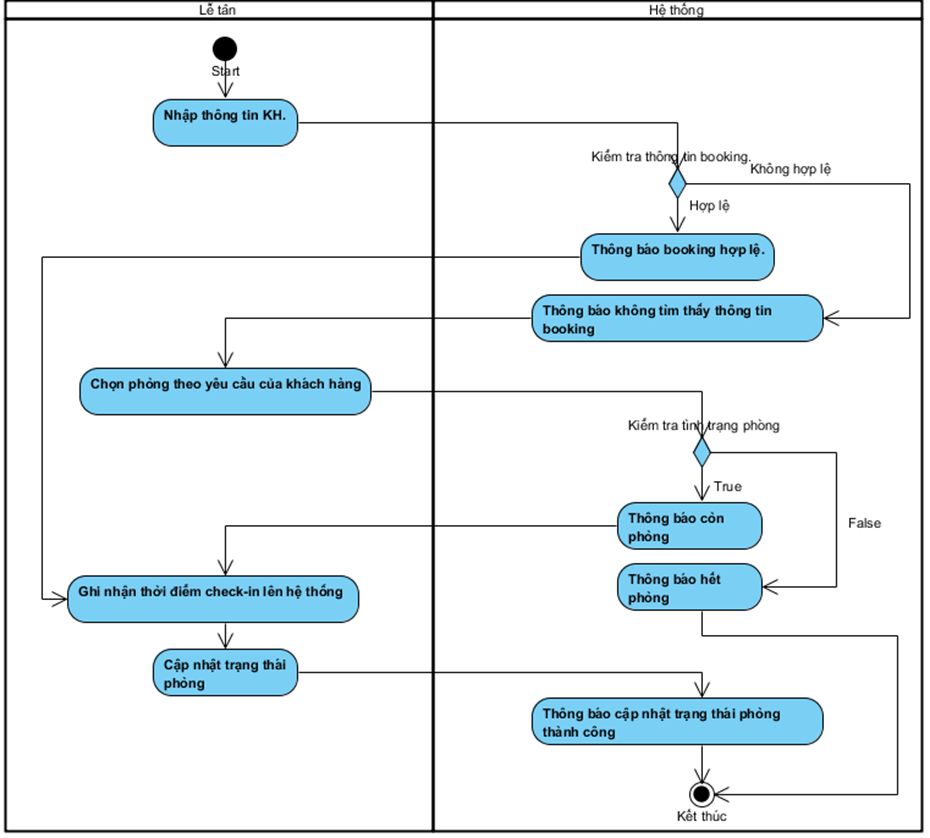 Lễ tân
Hệ thống
Start
Nhập thông tin KH.
Kiểm tra thông tin booking.
Không hợp lệ
Hợp lệ
Thông báo booking hợp lệ.
Thông báo không tìm thấy thông tin
booking
Chọn phòng theo yêu cầu của khách hàng
Kiểm tra tình trạng phòng
True
Thông báo còn
phòng
False
Thông báo hết
phòng
Ghi nhận thời điểm check-in lên hệ thống
Cập nhật trạng thái
phòng
Thông báo cập nhật trạng thái phòng
thành công
Kết thúc